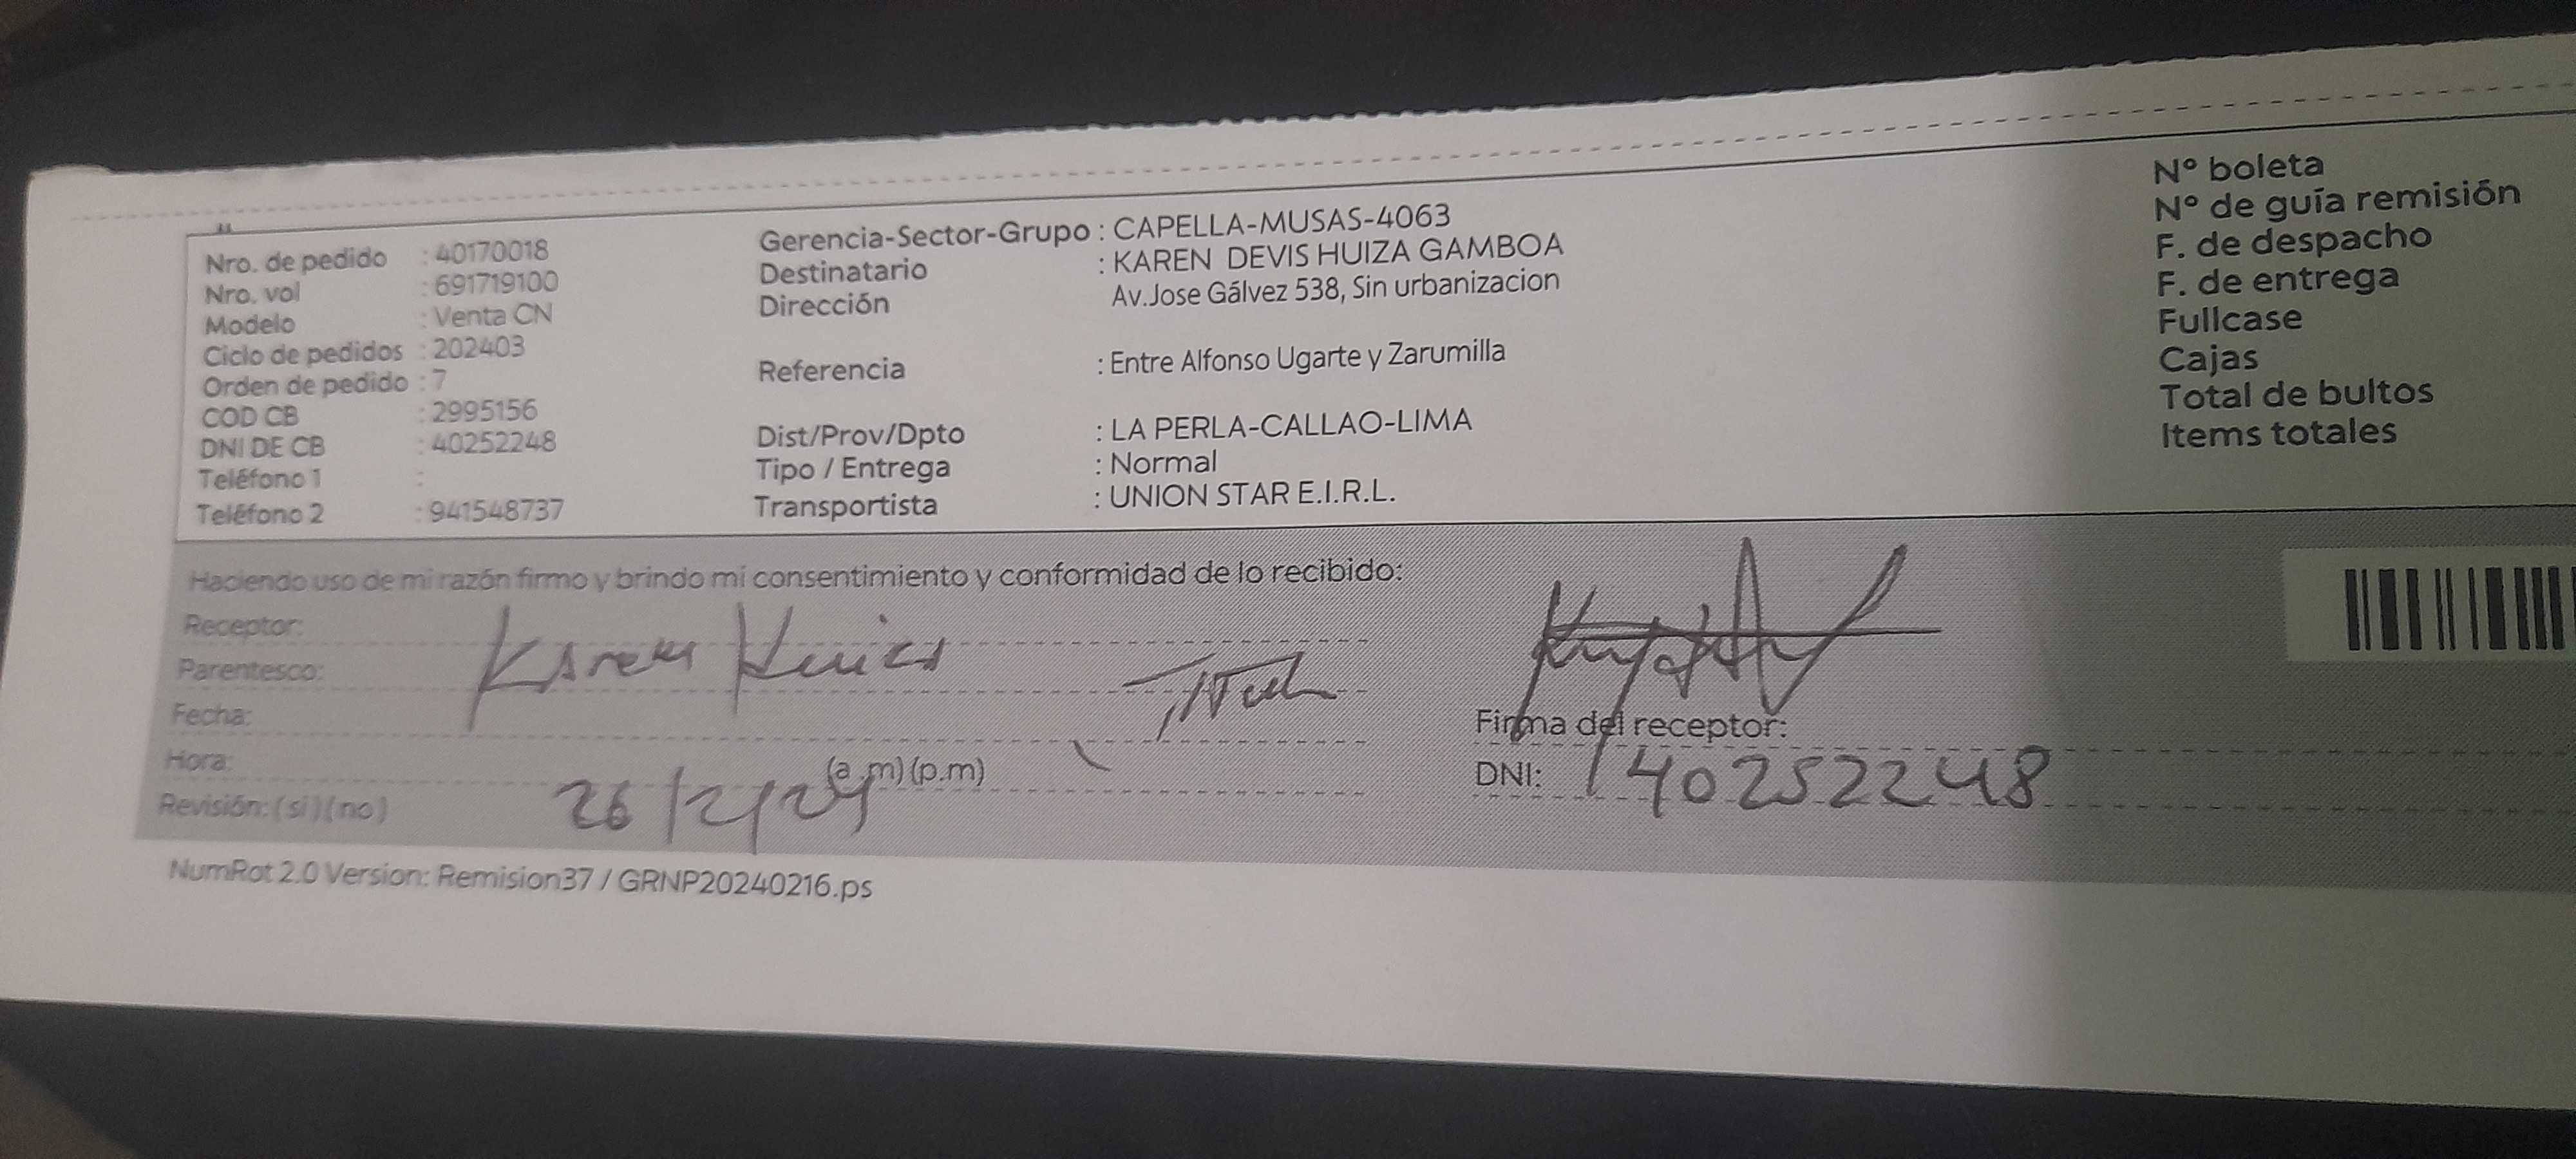 Nro. de pedido : 40170018
Nro. vol : 691719100
Modelo : Venta CN
Ciclo de pedidos : 202403
Orden de pedido : 7
COD CB : 2995156
DNI DE CB : 40252248
Teléfono 1 :
Teléfono 2 : 941548737
Gerencia-Sector-Grupo : CAPELLA-MUSAS-4063
Destinatario : KAREN DEVIS HUIZA GAMBOA
Dirección Av.Jose Gálvez 538, Sin urbanizacion
Referencia : Entre Alfonso Ugarte y Zarumilla
Dist/Prov/Dpto : LA PERLA-CALLAO-LIMA
Tipo / Entrega : Normal
Transportista : UNION STAR E.I.R.L.
N° boleta
N° de guía remisión
F. de despacho
F. de entrega
Fullcase
Cajas
Total de bultos
Items totales
Haciendo uso de mi razón firmo y brindo mi consentimiento y conformidad de lo recibido:
Receptor:
Karen
Parentesco:
Fecha:
Hora: (a.m)(p.m)
26/2/24
Revisión: (si)(no)
Firma del receptor:
DNI: 40252248
NumRot 2.0 Version: Remision37 / GRNP20240216.ps